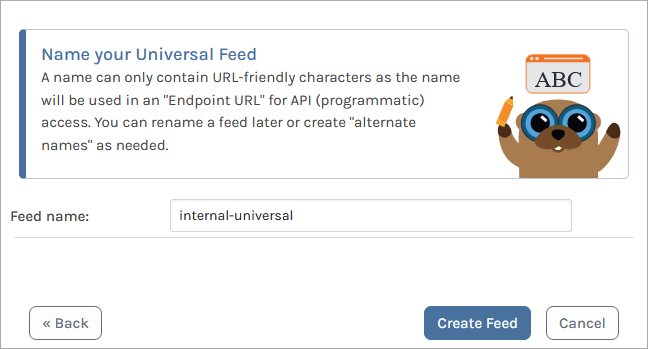 Name your Universal Feed
A name can only contain URL-friendly characters as the name
will be used in an "Endpoint URL" for API (programmatic)
access. You can rename a feed later or create "alternate
names" as needed.
ABC
Feed name:
internal-universal
« Back
Create Feed
Cancel